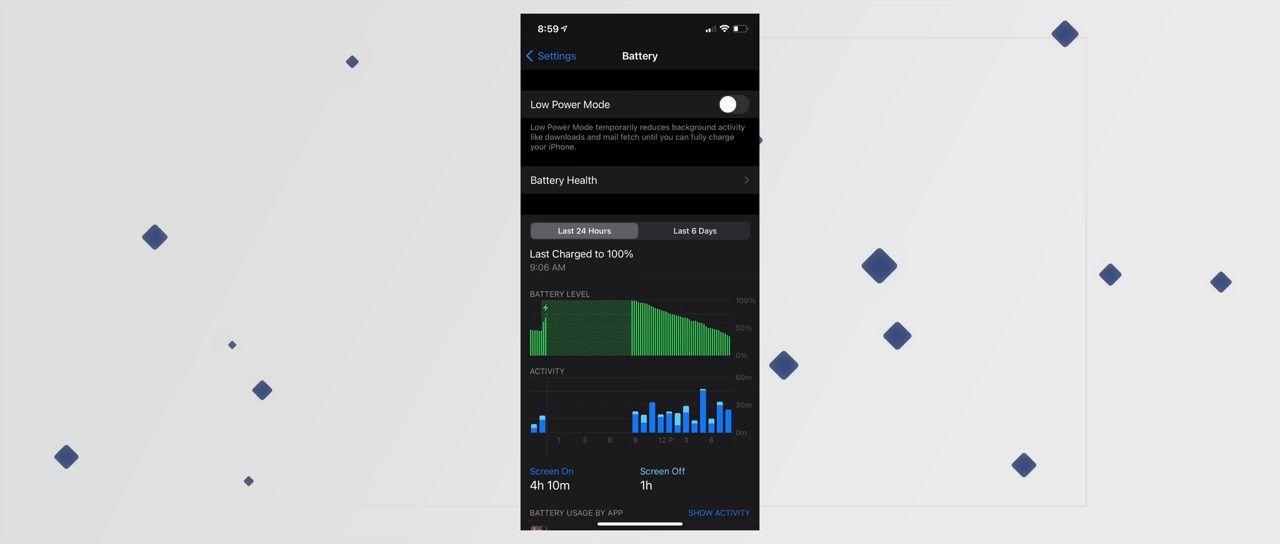 8:59
Settings
Battery
Low Power Mode
Low Power Mode temporarily reduces background activity
like downloads and mail fetch until you can fully charge
your iPhone.
Battery Health
Last 24 Hours
Last 6 Days
Last Charged to 100%
9:06 AM
BATTERY LEVEL
100%
50%
0%
ACTIVITY
60m
30m
0m
1 3 6 9 12 P 3 6
Screen On
4h 10m
Screen Off
1h
BATTERY USAGE BY APP
SHOW ACTIVITY